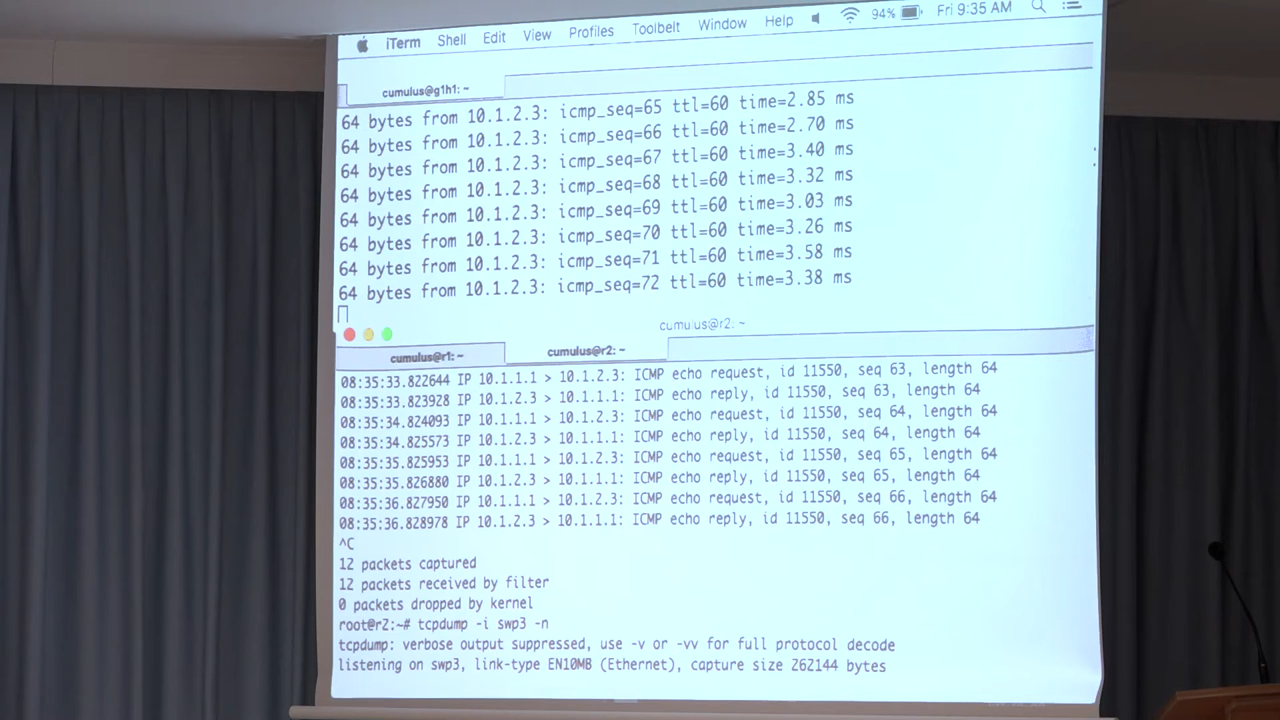 iTerm Shell Edit View Profiles Toolbelt Window Help 94% Fri 9:35 AM
cumulus@g1h1: ~
64 bytes from 10.1.2.3: icmp_seq=65 ttl=60 time=2.85 ms
64 bytes from 10.1.2.3: icmp_seq=66 ttl=60 time=2.70 ms
64 bytes from 10.1.2.3: icmp_seq=67 ttl=60 time=3.40 ms
64 bytes from 10.1.2.3: icmp_seq=68 ttl=60 time=3.32 ms
64 bytes from 10.1.2.3: icmp_seq=69 ttl=60 time=3.03 ms
64 bytes from 10.1.2.3: icmp_seq=70 ttl=60 time=3.26 ms
64 bytes from 10.1.2.3: icmp_seq=71 ttl=60 time=3.58 ms
64 bytes from 10.1.2.3: icmp_seq=72 ttl=60 time=3.38 ms
cumulus@r2: ~
cumulus@r1: ~ cumulus@r2: ~
08:35:33.822644 IP 10.1.1.1 > 10.1.2.3: ICMP echo request, id 11550, seq 63, length 64
08:35:33.823928 IP 10.1.2.3 > 10.1.1.1: ICMP echo reply, id 11550, seq 63, length 64
08:35:34.824093 IP 10.1.1.1 > 10.1.2.3: ICMP echo request, id 11550, seq 64, length 64
08:35:34.825573 IP 10.1.2.3 > 10.1.1.1: ICMP echo reply, id 11550, seq 64, length 64
08:35:35.825953 IP 10.1.1.1 > 10.1.2.3: ICMP echo request, id 11550, seq 65, length 64
08:35:35.826880 IP 10.1.2.3 > 10.1.1.1: ICMP echo reply, id 11550, seq 65, length 64
08:35:36.827950 IP 10.1.1.1 > 10.1.2.3: ICMP echo request, id 11550, seq 66, length 64
08:35:36.828978 IP 10.1.2.3 > 10.1.1.1: ICMP echo reply, id 11550, seq 66, length 64
^C
12 packets captured
12 packets received by filter
0 packets dropped by kernel
root@r2:~# tcpdump -i swp3 -n
tcpdump: verbose output suppressed, use -v or -vv for full protocol decode
listening on swp3, link-type EN10MB (Ethernet), capture size 262144 bytes